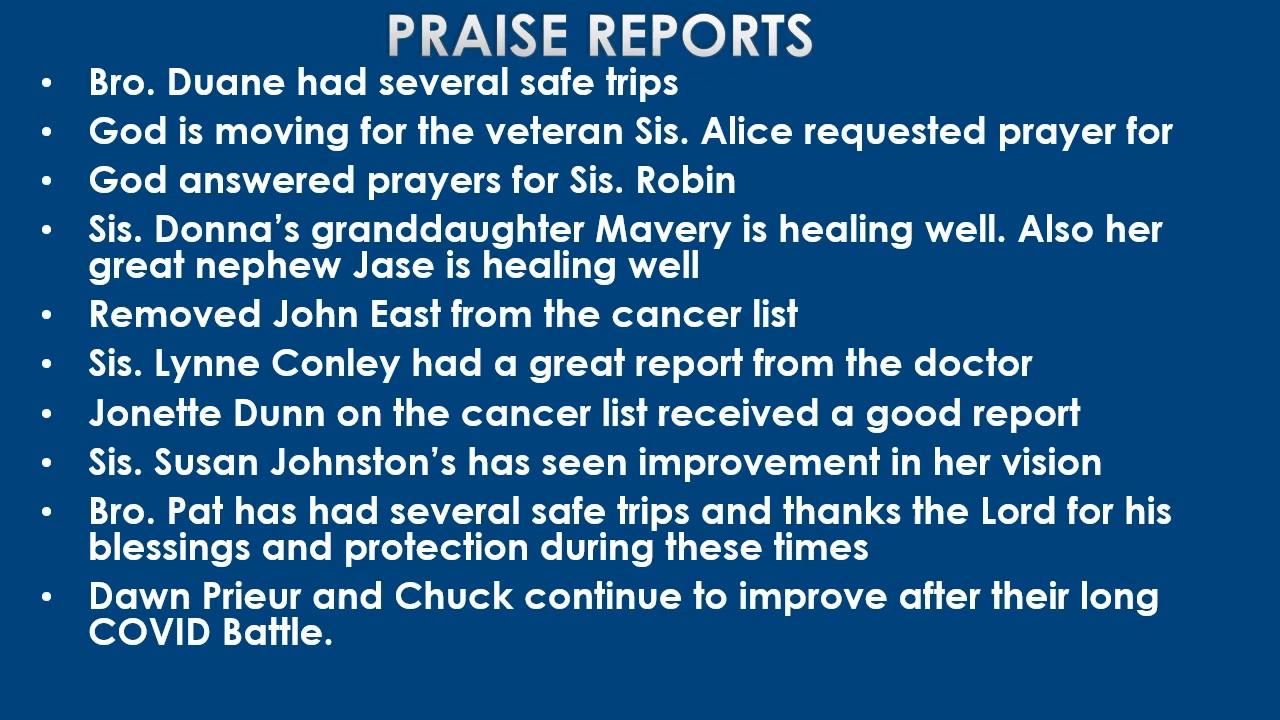 PRAISE REPORTS
• Bro. Duane had several safe trips
• God is moving for the veteran Sis. Alice requested prayer for
• God answered prayers for Sis. Robin
• Sis. Donna’s granddaughter Mavery is healing well. Also her
great nephew Jase is healing well
• Removed John East from the cancer list
• Sis. Lynne Conley had a great report from the doctor
• Jonette Dunn on the cancer list received a good report
• Sis. Susan Johnston’s has seen improvement in her vision
• Bro. Pat has had several safe trips and thanks the Lord for his
blessings and protection during these times
• Dawn Prieur and Chuck continue to improve after their long
COVID Battle.